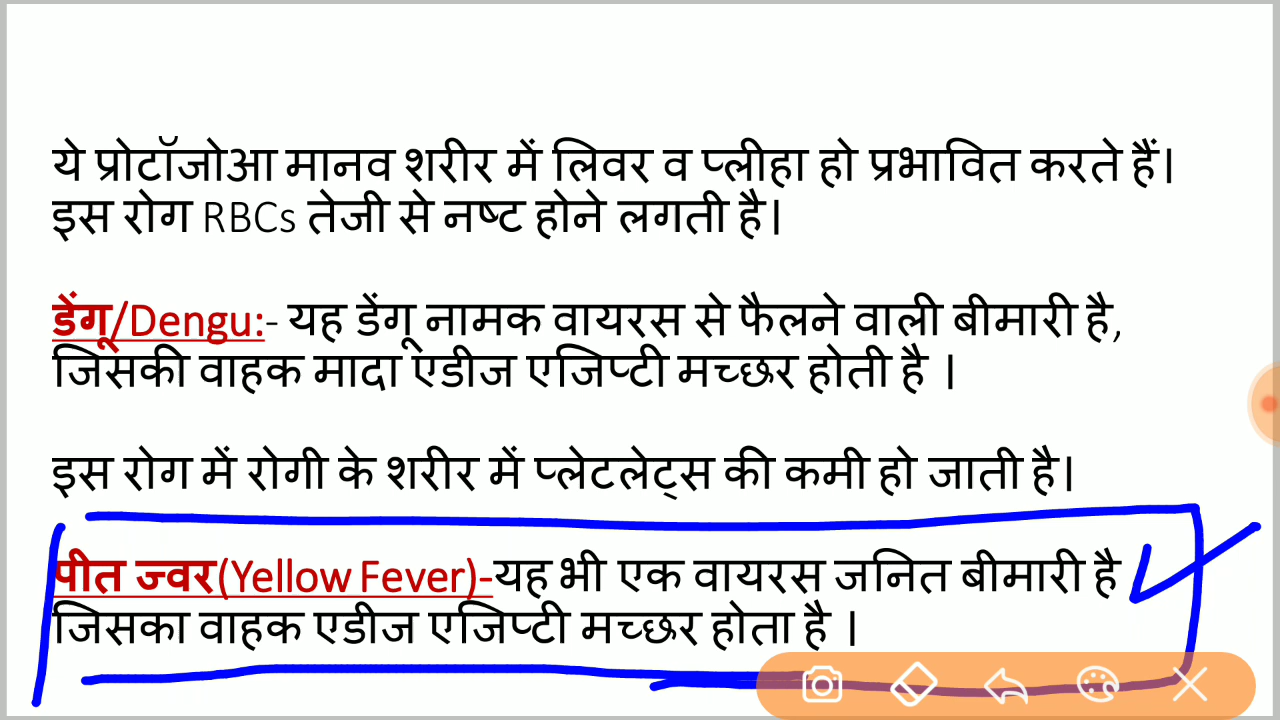 ये प्रोटॉजोआ मानव शरीर में लिवर व प्लीहा हो प्रभावित करते हैं।
इस रोग RBCs तेजी से नष्ट होने लगती है।
डेंगू/Dengu:- यह डेंगू नामक वायरस से फैलने वाली बीमारी है,
जिसकी वाहक मादा एडीज एजिप्टी मच्छर होती है ।
इस रोग में रोगी के शरीर में प्लेटलेट्स की कमी हो जाती है।
पीत ज्वर(Yellow Fever)-यह भी एक वायरस जनित बीमारी है
जिसका वाहक एडीज एजिप्टी मच्छर होता है ।